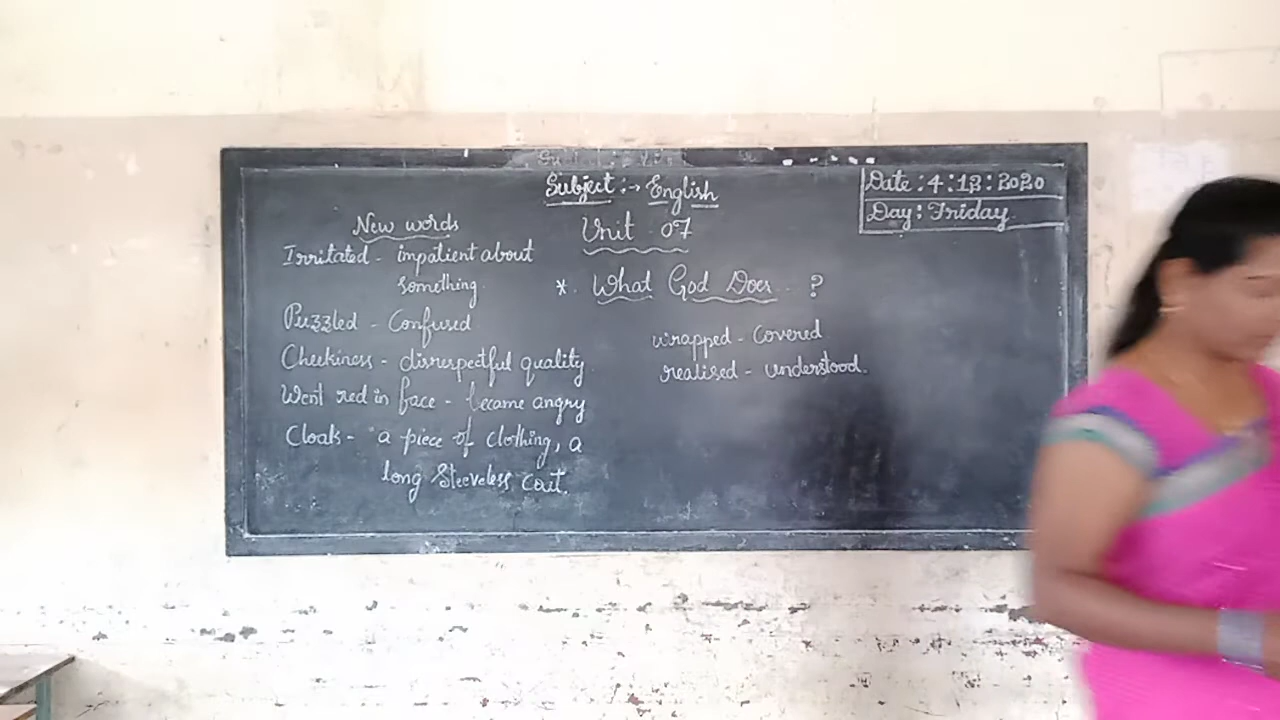 Subject :→ English
Date : 4 : 12 : 2020
Day : Friday
Unit 07
* What God Does ?
New words
Irritated - impatient about
something
Puzzled - Confused
Cheekiness - disrespectful quality
Went red in face - became angry
Cloak - a piece of clothing, a
long Sleeveless Coat.
wrapped - Covered
realised - understood.